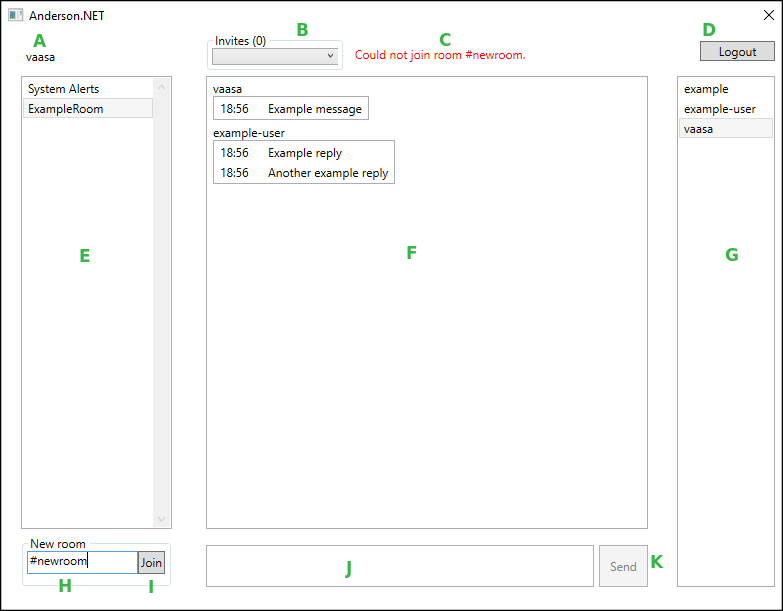 Anderson.NET
A
vaasa
B
Invites (0)
C
Could not join room #newroom.
D
Logout
System Alerts
ExampleRoom
E
vaasa
18:56 Example message
example-user
18:56 Example reply
18:56 Another example reply
F
example
example-user
vaasa
G
New room
#newroom
Join
H
I
J
Send
K